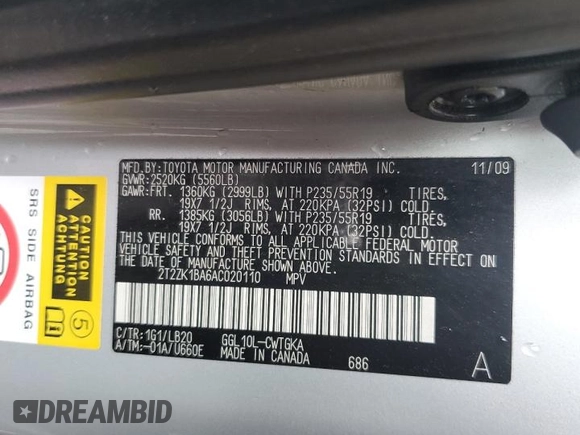 MFD.BY:TOYOTA MOTOR MANUFACTURING CANADA INC. 11/09
GVWR:2520KG (5560LB)
GAWR:FRT. 1360KG (2999LB) WITH P235/55R19 TIRES,
19X7 1/2J RIMS, AT 220KPA (32PSI) COLD.
RR. 1385KG (3056LB) WITH P235/55R19 TIRES,
19X7 1/2J RIMS, AT 220KPA (32PSI) COLD.
THIS VEHICLE CONFORMS TO ALL APPLICABLE FEDERAL MOTOR
VEHICLE SAFETY AND THEFT PREVENTION STANDARDS IN EFFECT ON
THE DATE OF MANUFACTURE SHOWN ABOVE.
2T2ZK1BA6AC020110 MPV
C/TR:1G1/LB20 GGL10L-CWTGKA
A/TM:-01A/U660E MADE IN CANADA 686 A
SRS SIDE AIRBAG
ATTENTION
5
DREAMBID